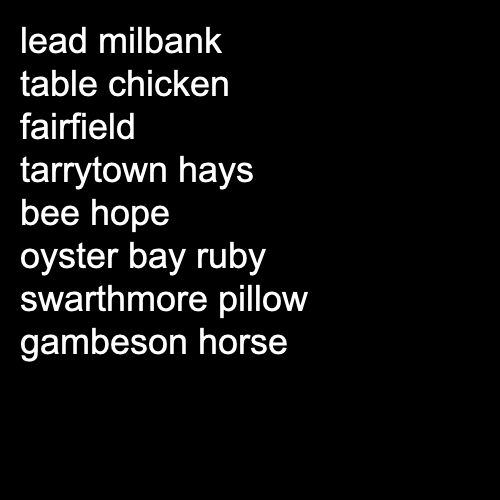 lead milbank
table chicken
fairfield
tarrytown hays
bee hope
oyster bay ruby
swarthmore pillow
gambeson horse